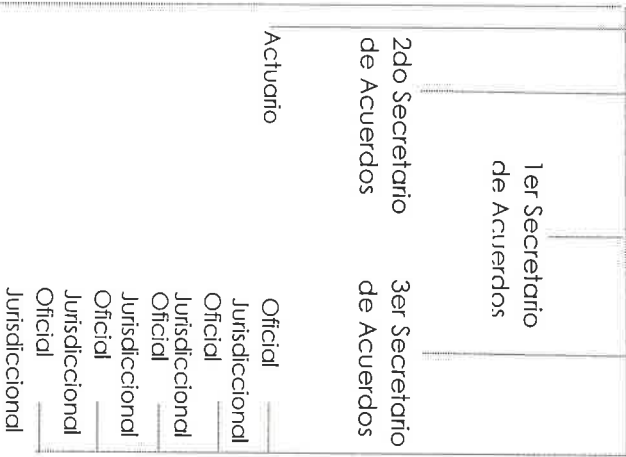 1er Secretario
de Acuerdos
2do Secretario
de Acuerdos
3er Secretario
de Acuerdos
Actuario
Oficial
Jurisdiccional
Oficial
Jurisdiccional
Oficial
Jurisdiccional
Oficial
Jurisdiccional
Oficial
Jurisdiccional